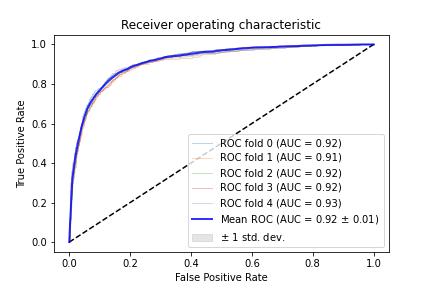 Receiver operating characteristic
1.0
0.8
0.6
0.4
0.2
0.0
True Positive Rate
ROC fold 0 (AUC = 0.92)
ROC fold 1 (AUC = 0.91)
ROC fold 2 (AUC = 0.92)
ROC fold 3 (AUC = 0.92)
ROC fold 4 (AUC = 0.93)
Mean ROC (AUC = 0.92 ± 0.01)
± 1 std. dev.
0.0 0.2 0.4 0.6 0.8 1.0
False Positive Rate